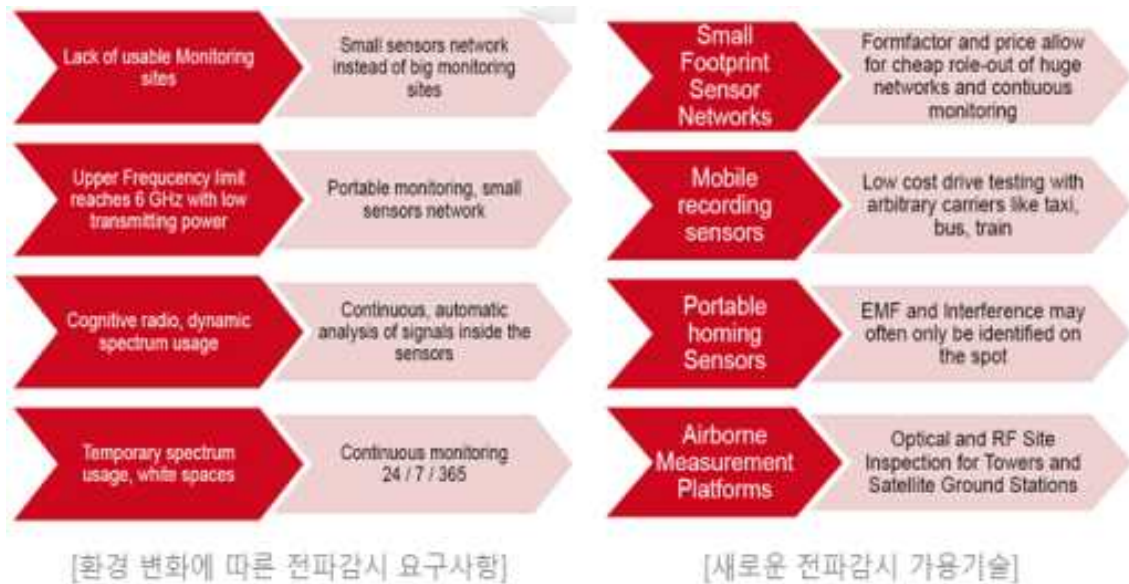 Lack of usable Monitoring
sites
Small sensors network
instead of big monitoring
sites
Upper Frequcency limit
reaches 6 GHz with low
transmitting power
Portable monitoring, small
sensors network
Cognitive radio, dynamic
spectrum usage
Continuous, automatic
analysis of signals inside the
sensors
Temporary spectrum
usage, white spaces
Continuous monitoring
24 / 7 / 365
[환경 변화에 따른 전파감시 요구사항]
Small
Footprint
Sensor
Networks
Formfactor and price allow
for cheap role-out of huge
networks and contiuous
monitoring
Mobile
recording
sensors
Low cost drive testing with
arbitrary carriers like taxi,
bus, train
Portable
homing
Sensors
EMF and Interference may
often only be identified on
the spot
Airborne
Measurement
Platforms
Optical and RF Site
Inspection for Towers and
Satellite Ground Stations
[새로운 전파감시 가용기술]